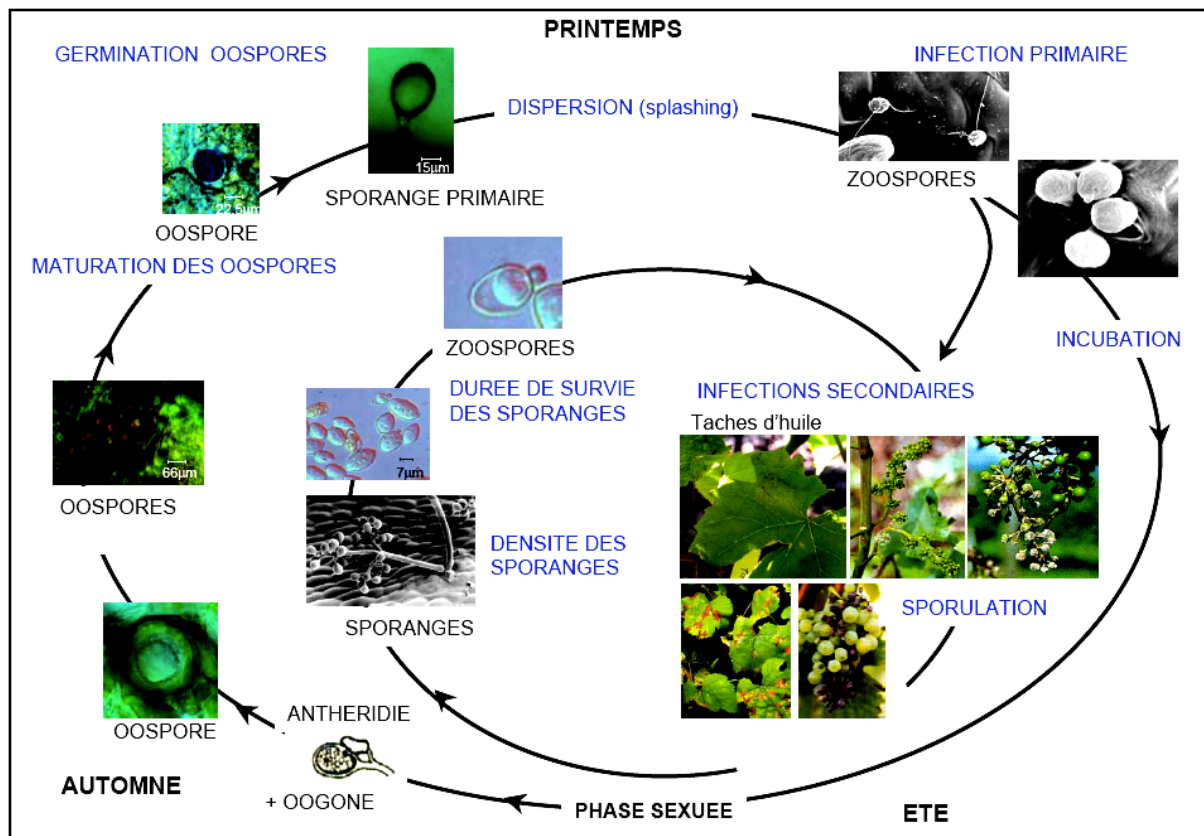 PRINTEMPS
GERMINATION OOSPORES
INFECTION PRIMAIRE
DISPERSION (splashing)
15µm
ZOOSPORES
22.5µm
SPORANGE PRIMAIRE
OOSPORE
MATURATION DES OOSPORES
INCUBATION
ZOOSPORES
DUREE DE SURVIE
DES SPORANGES
INFECTIONS SECONDAIRES
Taches d'huile
66µm
7µm
OOSPORES
DENSITE DES
SPORANGES
SPORULATION
SPORANGES
ANTHERIDIE
OOSPORE
+ OOGONE
AUTOMNE
PHASE SEXUEE
ETE